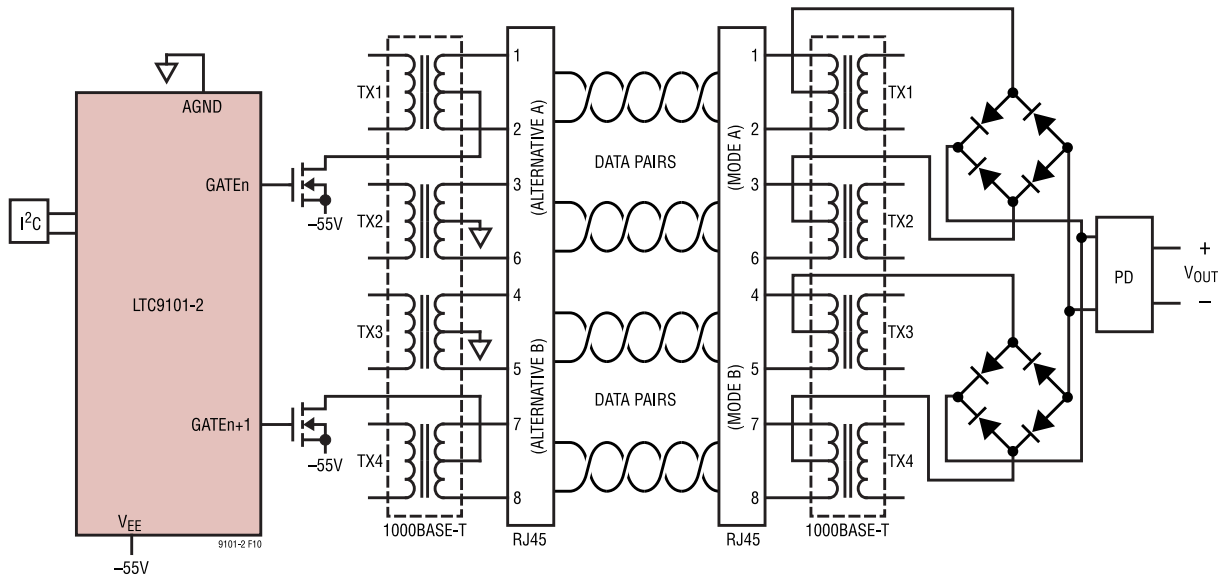 AGND
GATEn
I²C
LTC9101-2
GATEn+1
VEE
9101-2 F10
–55V
–55V
–55V
TX1
TX2
TX3
TX4
1000BASE-T
1
2
3
6
4
5
7
8
(ALTERNATIVE A)
(ALTERNATIVE B)
RJ45
DATA PAIRS
DATA PAIRS
1
2
3
6
4
5
7
8
(MODE A)
(MODE B)
RJ45
TX1
TX2
TX3
TX4
1000BASE-T
PD
+
VOUT
–